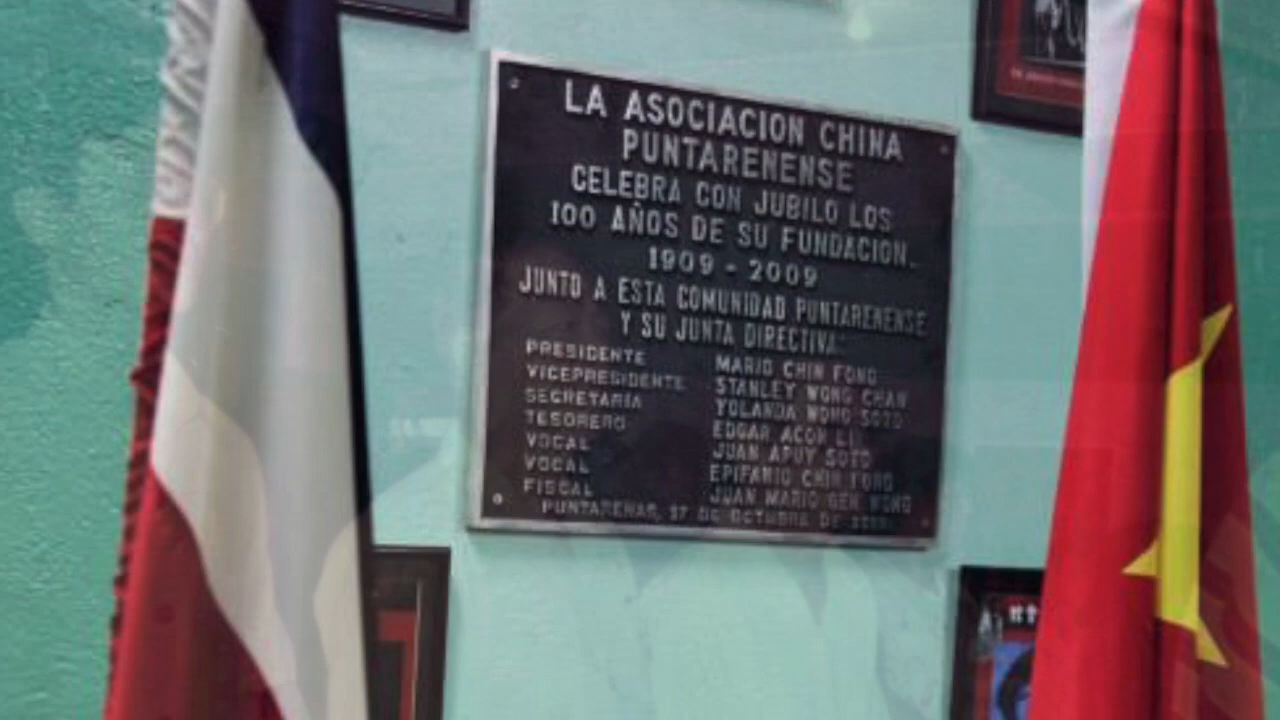 LA ASOCIACION CHINA
PUNTARENENSE
CELEBRA CON JUBILO LOS
100 AÑOS DE SU FUNDACION.
1909 - 2009
JUNTO A ESTA COMUNIDAD PUNTARENENSE
Y SU JUNTA DIRECTIVA:
PRESIDENTE MARIO CHIN FONG
VICEPRESIDENTE STANLEY WONG CHAN
SECRETARIA YOLANDA WONG SOTO
TESORERO EDGAR ACON LI
VOCAL JUAN APUY SOTO
VOCAL EPIFANIO CHIN FONG
FISCAL JUAN MARIO GEN WONG
PUNTARENAS, 17 DE OCTUBRE DE